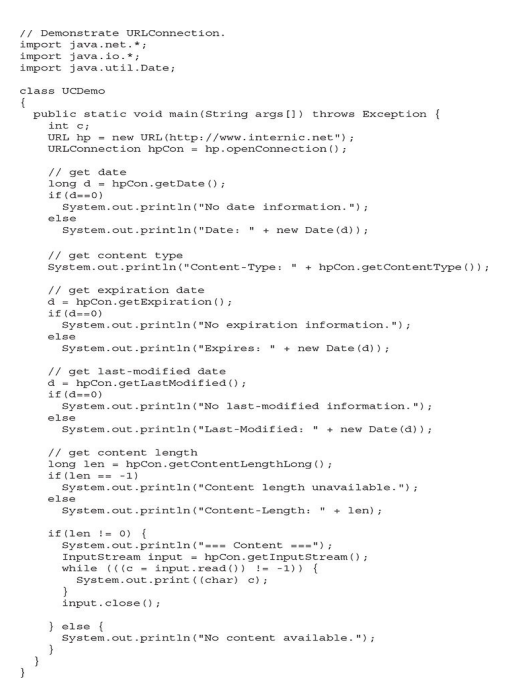 // Demonstrate URLConnection.
import java.net.*;
import java.io.*;
import java.util.Date;

class UCDemo
{
  public static void main(String args[]) throws Exception {
    int c;
    URL hp = new URL(http://www.internic.net");
    URLConnection hpCon = hp.openConnection();

    // get date
    long d = hpCon.getDate();
    if(d==0)
      System.out.println("No date information.");
    else
      System.out.println("Date: " + new Date(d));

    // get content type
    System.out.println("Content-Type: " + hpCon.getContentType());

    // get expiration date
    d = hpCon.getExpiration();
    if(d==0)
      System.out.println("No expiration information.");
    else
      System.out.println("Expires: " + new Date(d));

    // get last-modified date
    d = hpCon.getLastModified();
    if(d==0)
      System.out.println("No last-modified information.");
    else
      System.out.println("Last-Modified: " + new Date(d));

    // get content length
    long len = hpCon.getContentLengthLong();
    if(len == -1)
      System.out.println("Content length unavailable.");
    else
      System.out.println("Content-Length: " + len);

    if(len != 0) {
      System.out.println("=== Content ===");
      InputStream input = hpCon.getInputStream();
      while (((c = input.read()) != -1)) {
        System.out.print((char) c);
      }
      input.close();

    } else {
      System.out.println("No content available.");
    }
  }
}